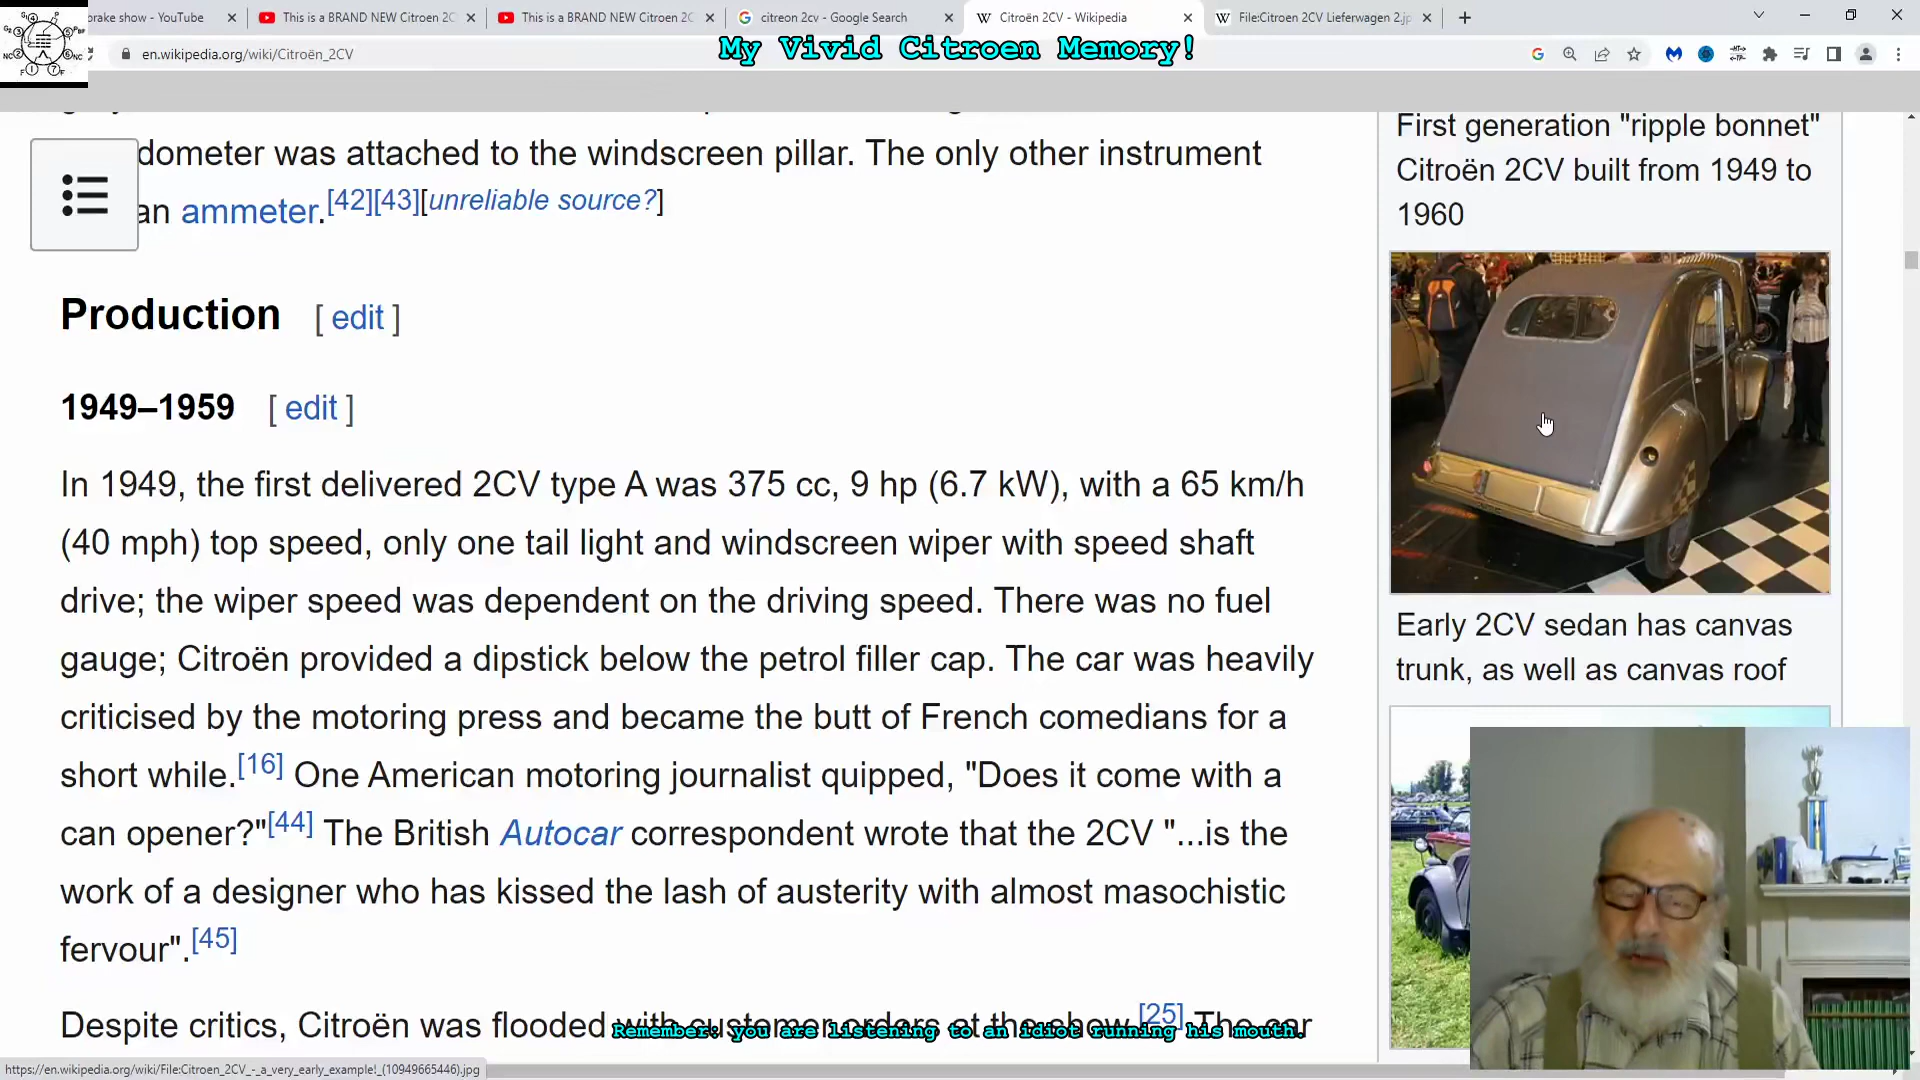 brake show - YouTube
This is a BRAND NEW Citroen 2C
This is a BRAND NEW Citroen 2C
citreon 2cv - Google Search
Citroën 2CV - Wikipedia
File:Citroen 2CV Lieferwagen 2.jp
en.wikipedia.org/wiki/Citroën_2CV
My Vivid Citroen Memory!
dometer was attached to the windscreen pillar. The only other instrument
an ammeter.[42][43][unreliable source?]
Production [ edit ]
1949–1959 [ edit ]
In 1949, the first delivered 2CV type A was 375 cc, 9 hp (6.7 kW), with a 65 km/h
(40 mph) top speed, only one tail light and windscreen wiper with speed shaft
drive; the wiper speed was dependent on the driving speed. There was no fuel
gauge; Citroën provided a dipstick below the petrol filler cap. The car was heavily
criticised by the motoring press and became the butt of French comedians for a
short while.[16] One American motoring journalist quipped, "Does it come with a
can opener?"[44] The British Autocar correspondent wrote that the 2CV "...is the
work of a designer who has kissed the lash of austerity with almost masochistic
fervour".[45]
Despite critics, Citroën was flooded with customer orders at the show.[25] The car
First generation "ripple bonnet"
Citroën 2CV built from 1949 to
1960
Early 2CV sedan has canvas
trunk, as well as canvas roof
Remember: you are listening to an idiot running his mouth.
https://en.wikipedia.org/wiki/File:Citroen_2CV_-_a_very_early_example!_(10949665446).jpg